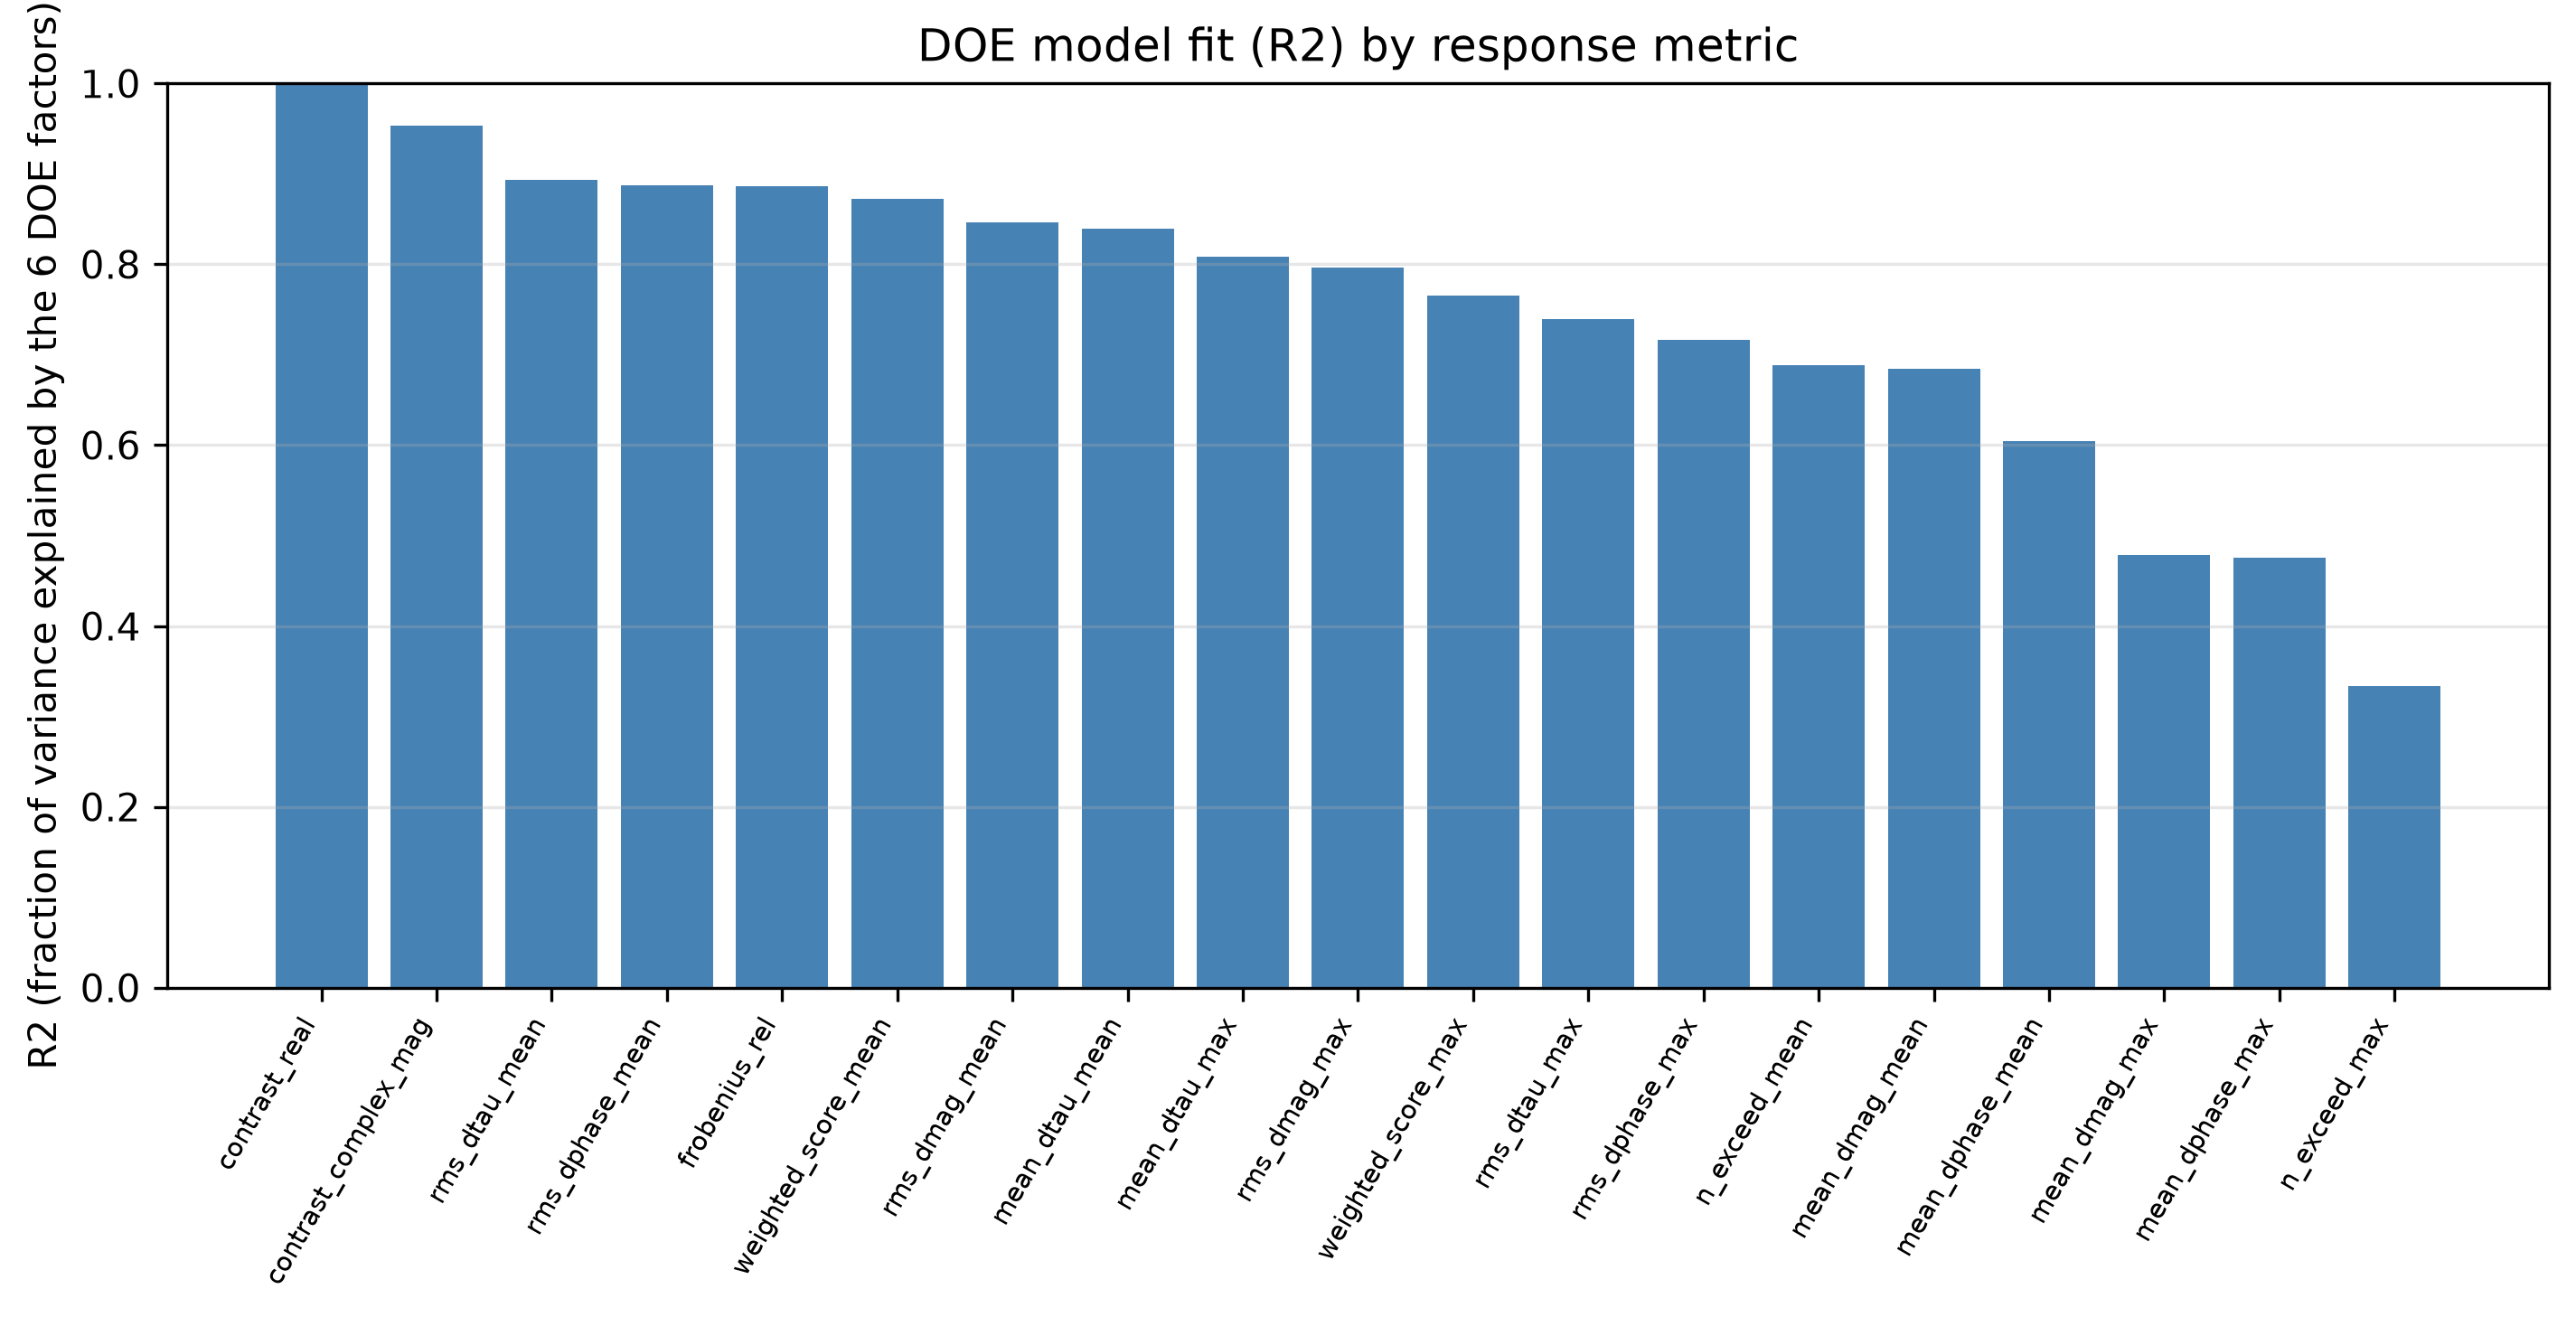 DOE model fit (R2) by response metric
R2 (fraction of variance explained by the 6 DOE factors)
1.0
0.8
0.6
0.4
0.2
0.0
contrast_real
contrast_complex_mag
rms_dtau_mean
rms_dphase_mean
frobenius_rel
weighted_score_mean
rms_dmag_mean
mean_dtau_mean
mean_dtau_max
rms_dmag_max
weighted_score_max
rms_dtau_max
rms_dphase_max
n_exceed_mean
mean_dmag_mean
mean_dphase_mean
mean_dmag_max
mean_dphase_max
n_exceed_max